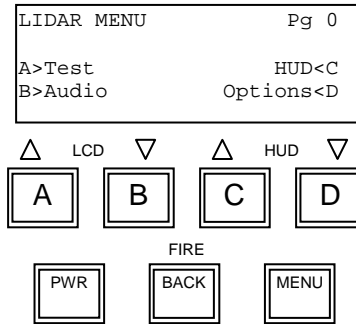 LIDAR MENU Pg 0
A>Test HUD<C
B>Audio Options<D
△ LCD ▽ △ HUD ▽
A B C D
FIRE
PWR BACK MENU